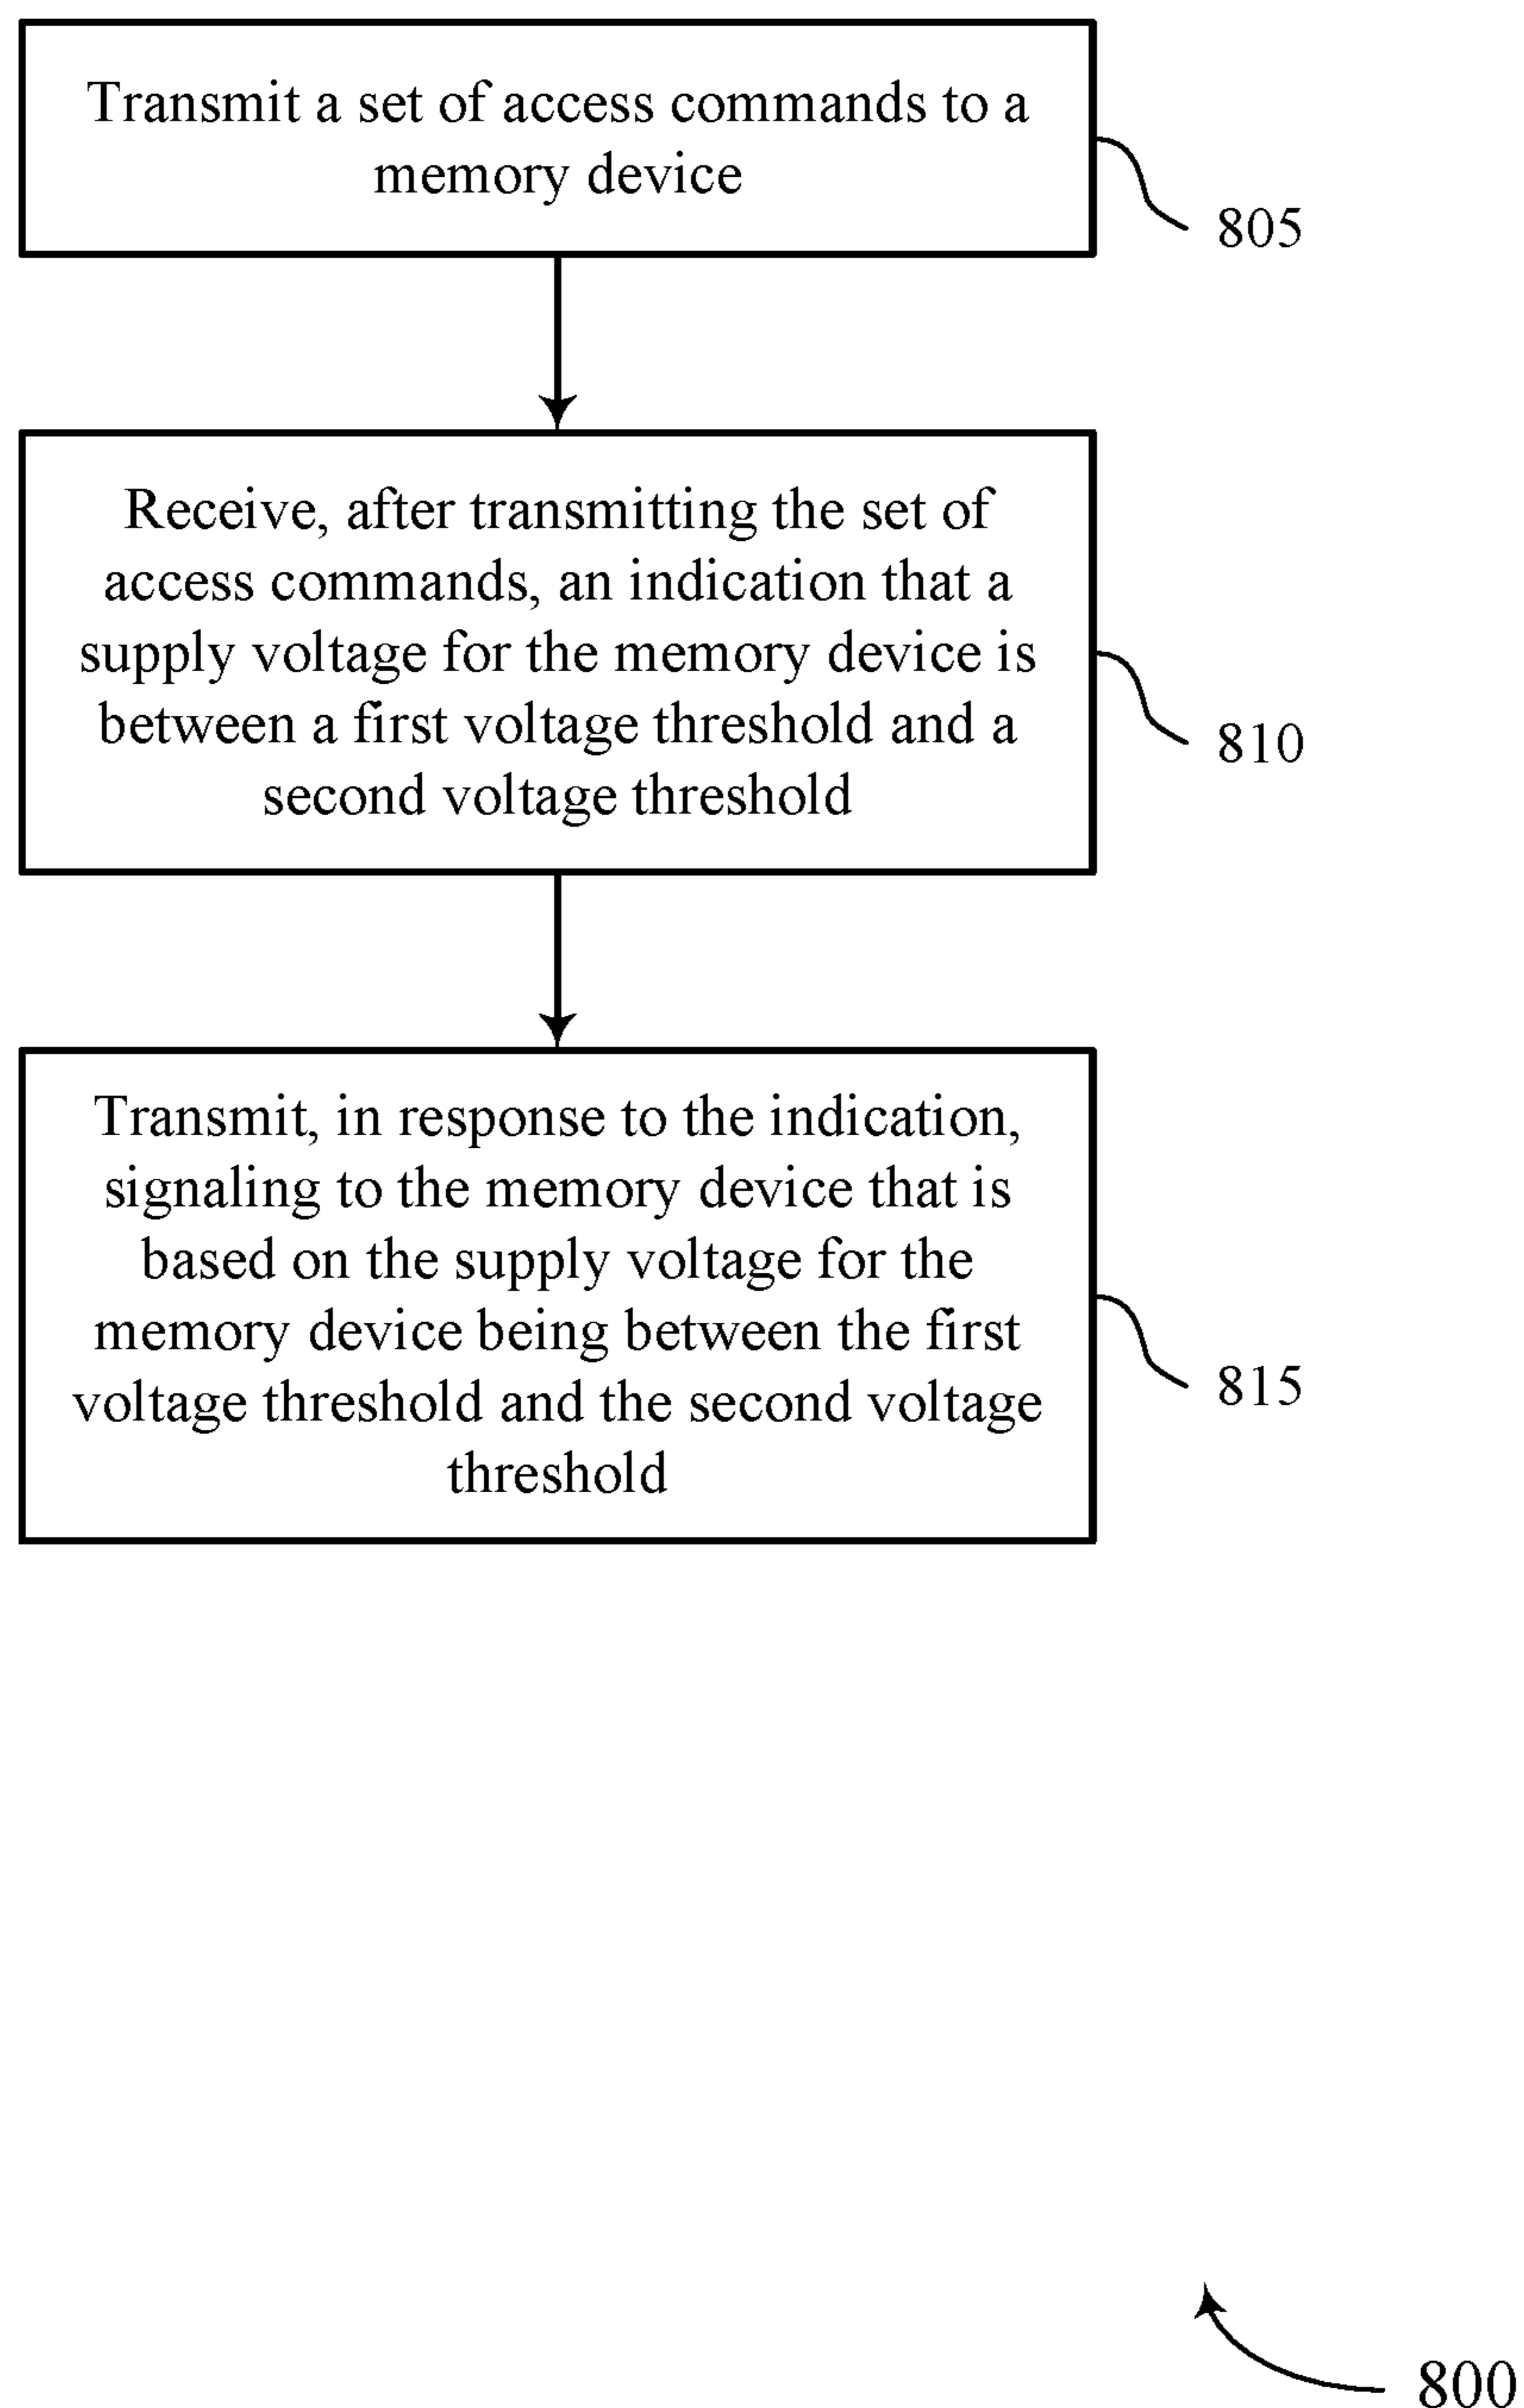 Transmit a set of access commands to a
memory device
805
Receive, after transmitting the set of
access commands, an indication that a
supply voltage for the memory device is
between a first voltage threshold and a
second voltage threshold
810
Transmit, in response to the indication,
signaling to the memory device that is
based on the supply voltage for the
memory device being between the first
voltage threshold and the second voltage
threshold
815
800